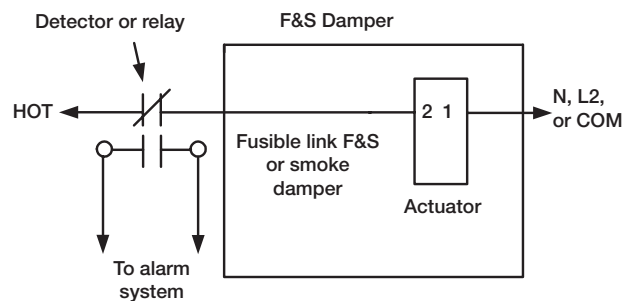 Detector or relay
F&S Damper
HOT
2 1
N, L2,
or COM
Fusible link F&S
or smoke
damper
Actuator
To alarm
system